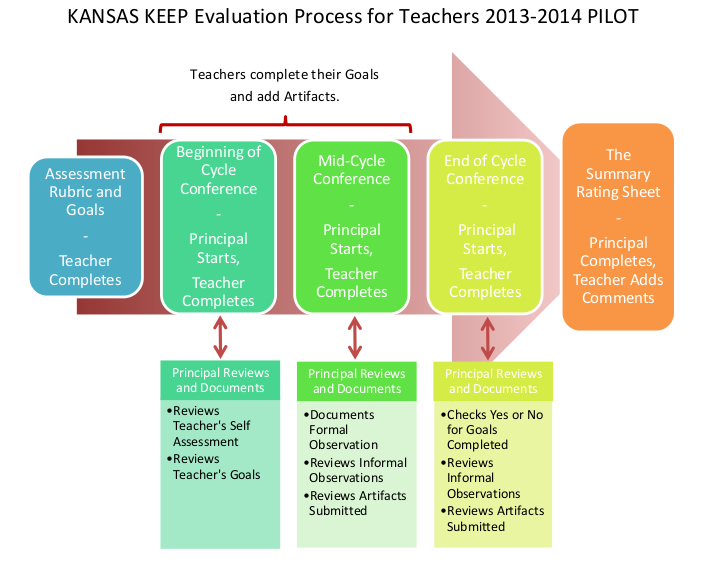 KANSAS KEEP Evaluation Process for Teachers 2013-2014 PILOT
Teachers complete their Goals
and add Artifacts.
Assessment
Rubric and
Goals
-
Teacher
Completes
Beginning of
Cycle
Conference
-
Principal
Starts,
Teacher
Completes
Mid-Cycle
Conference
-
Principal
Starts,
Teacher
Completes
End of Cycle
Conference
-
Principal
Starts,
Teacher
Completes
The
Summary
Rating Sheet
-
Principal
Completes,
Teacher Adds
Comments
Principal Reviews
and Documents
•Reviews
Teacher's Self
Assessment
•Reviews
Teacher's Goals
Principal Reviews
and Documents
•Documents
Formal
Observation
•Reviews Informal
Observations
•Reviews Artifacts
Submitted
Principal Reviews
and Documents
•Checks Yes or No
for Goals
Completed
•Reviews
Informal
Observations
•Reviews Artifacts
Submitted